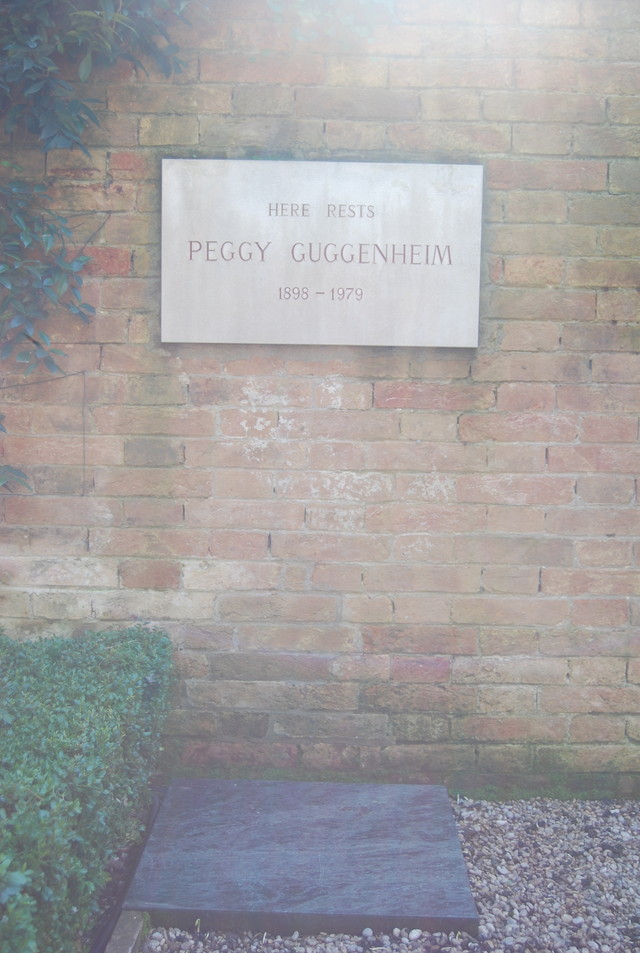 HERE RESTS
PEGGY GUGGENHEIM
1898 – 1979